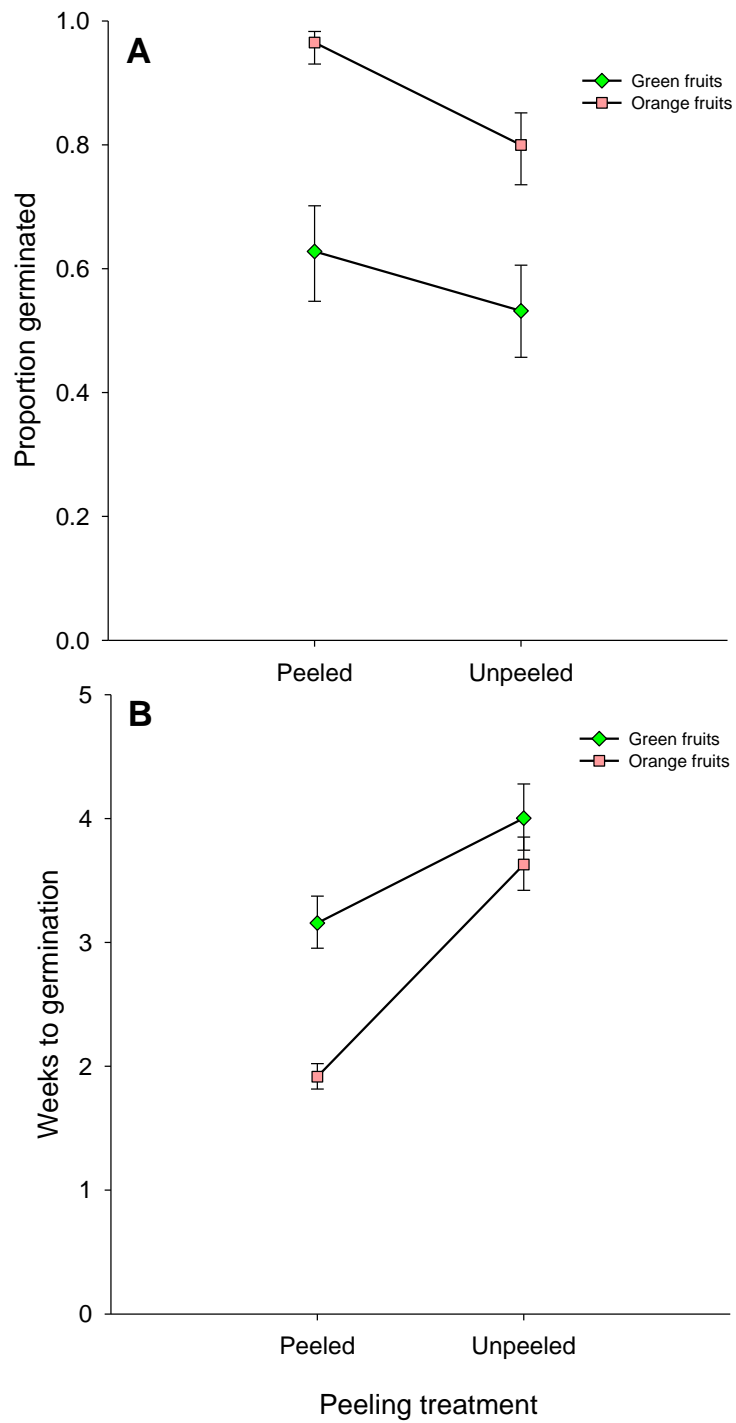 A
1.0
0.8
0.6
0.4
0.2
0.0
Proportion germinated
Green fruits
Orange fruits
Peeled
Unpeeled
B
5
4
3
2
1
0
Weeks to germination
Green fruits
Orange fruits
Peeled
Unpeeled
Peeling treatment